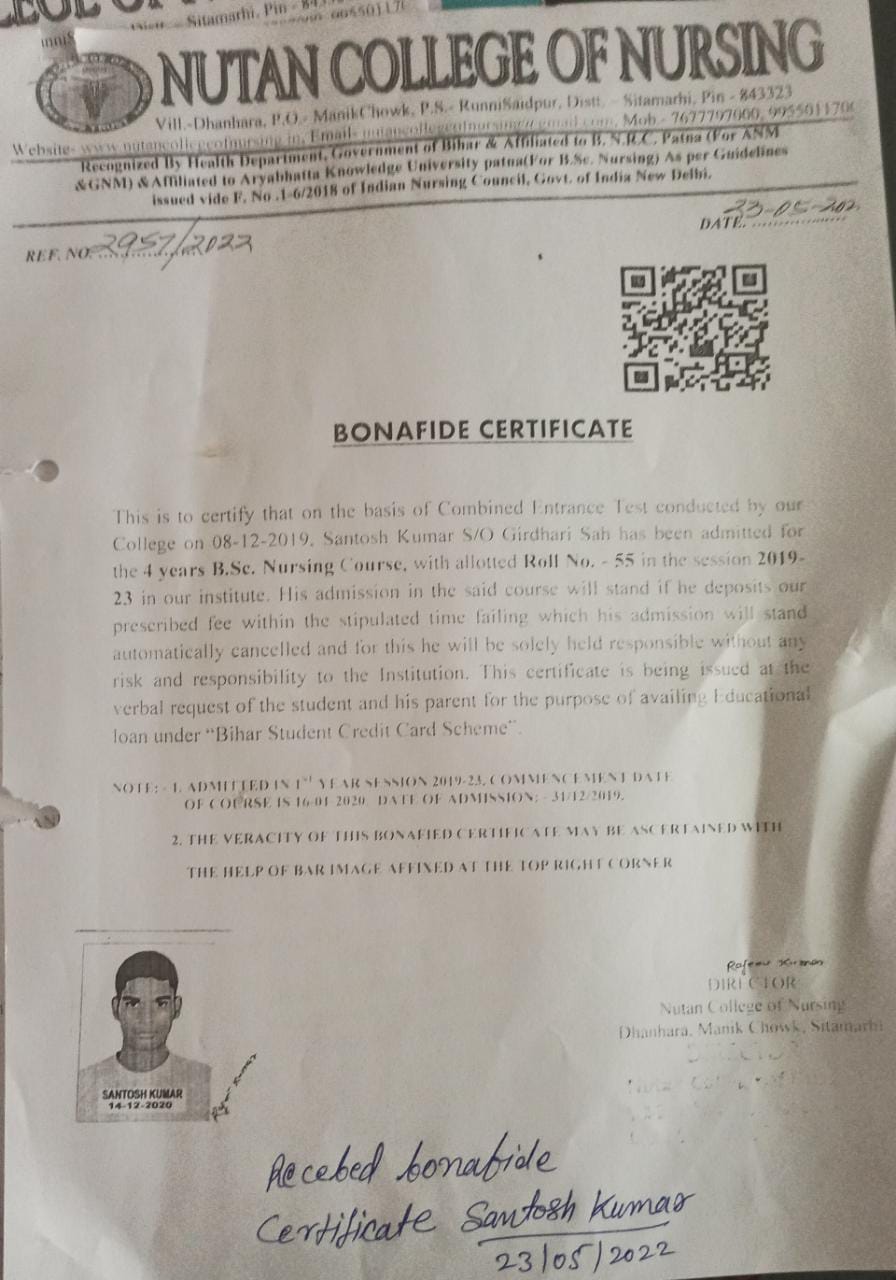 Sitamarhi, Pin - 843
NUTAN COLLEGE OF NURSING
Vill.-Dhanhara, P.O.- ManikChowk, P.S.- RunniSaidpur, Distt. - Sitamarhi, Pin - 843323
Website- www.nutancollegeofnursing.in, Email- nutancollegeofnursing@gmail.com, Mob.- 7677797000, 9955011700
Recognized By Health Department, Government of Bihar & Affiliated to B. N.R.C. Patna (For ANM
&GNM) & Affiliated to Aryabhatta Knowledge University patna(For B.Sc. Nursing) As per Guidelines
issued vide F. No .1-6/2018 of Indian Nursing Council, Govt. of India New Delhi.
REF. NO. 2957/2022
DATE. 23-05-202
BONAFIDE CERTIFICATE
This is to certify that on the basis of Combined Entrance Test conducted by our
College on 08-12-2019. Santosh Kumar S/O Girdhari Sah has been admitted for
the 4 years B.Sc. Nursing Course, with allotted Roll No. - 55 in the session 2019-
23 in our institute. His admission in the said course will stand if he deposits our
prescribed fee within the stipulated time failing which his admission will stand
automatically cancelled and for this he will be solely held responsible without any
risk and responsibility to the Institution. This certificate is being issued at the
verbal request of the student and his parent for the purpose of availing Educational
loan under “Bihar Student Credit Card Scheme”.
NOTE: - 1. ADMITTED IN 1ST YEAR SESSION 2019-23, COMMENCEMENT DATE
OF COURSE IS 16-01-2020. DATE OF ADMISSION: - 31/12/2019.
2. THE VERACITY OF THIS BONAFIED CERTIFICATE MAY BE ASCERTAINED WITH
THE HELP OF BAR IMAGE AFFIXED AT THE TOP RIGHT CORNER
Rajeev Kumar
DIRECTOR
Nutan College of Nursing
Dhanhara, Manik Chowk, Sitamarhi
SANTOSH KUMAR
14-12-2020
Rajeev Kumar
Recebed bonafide
Certificate Santosh Kumar
23/05/2022